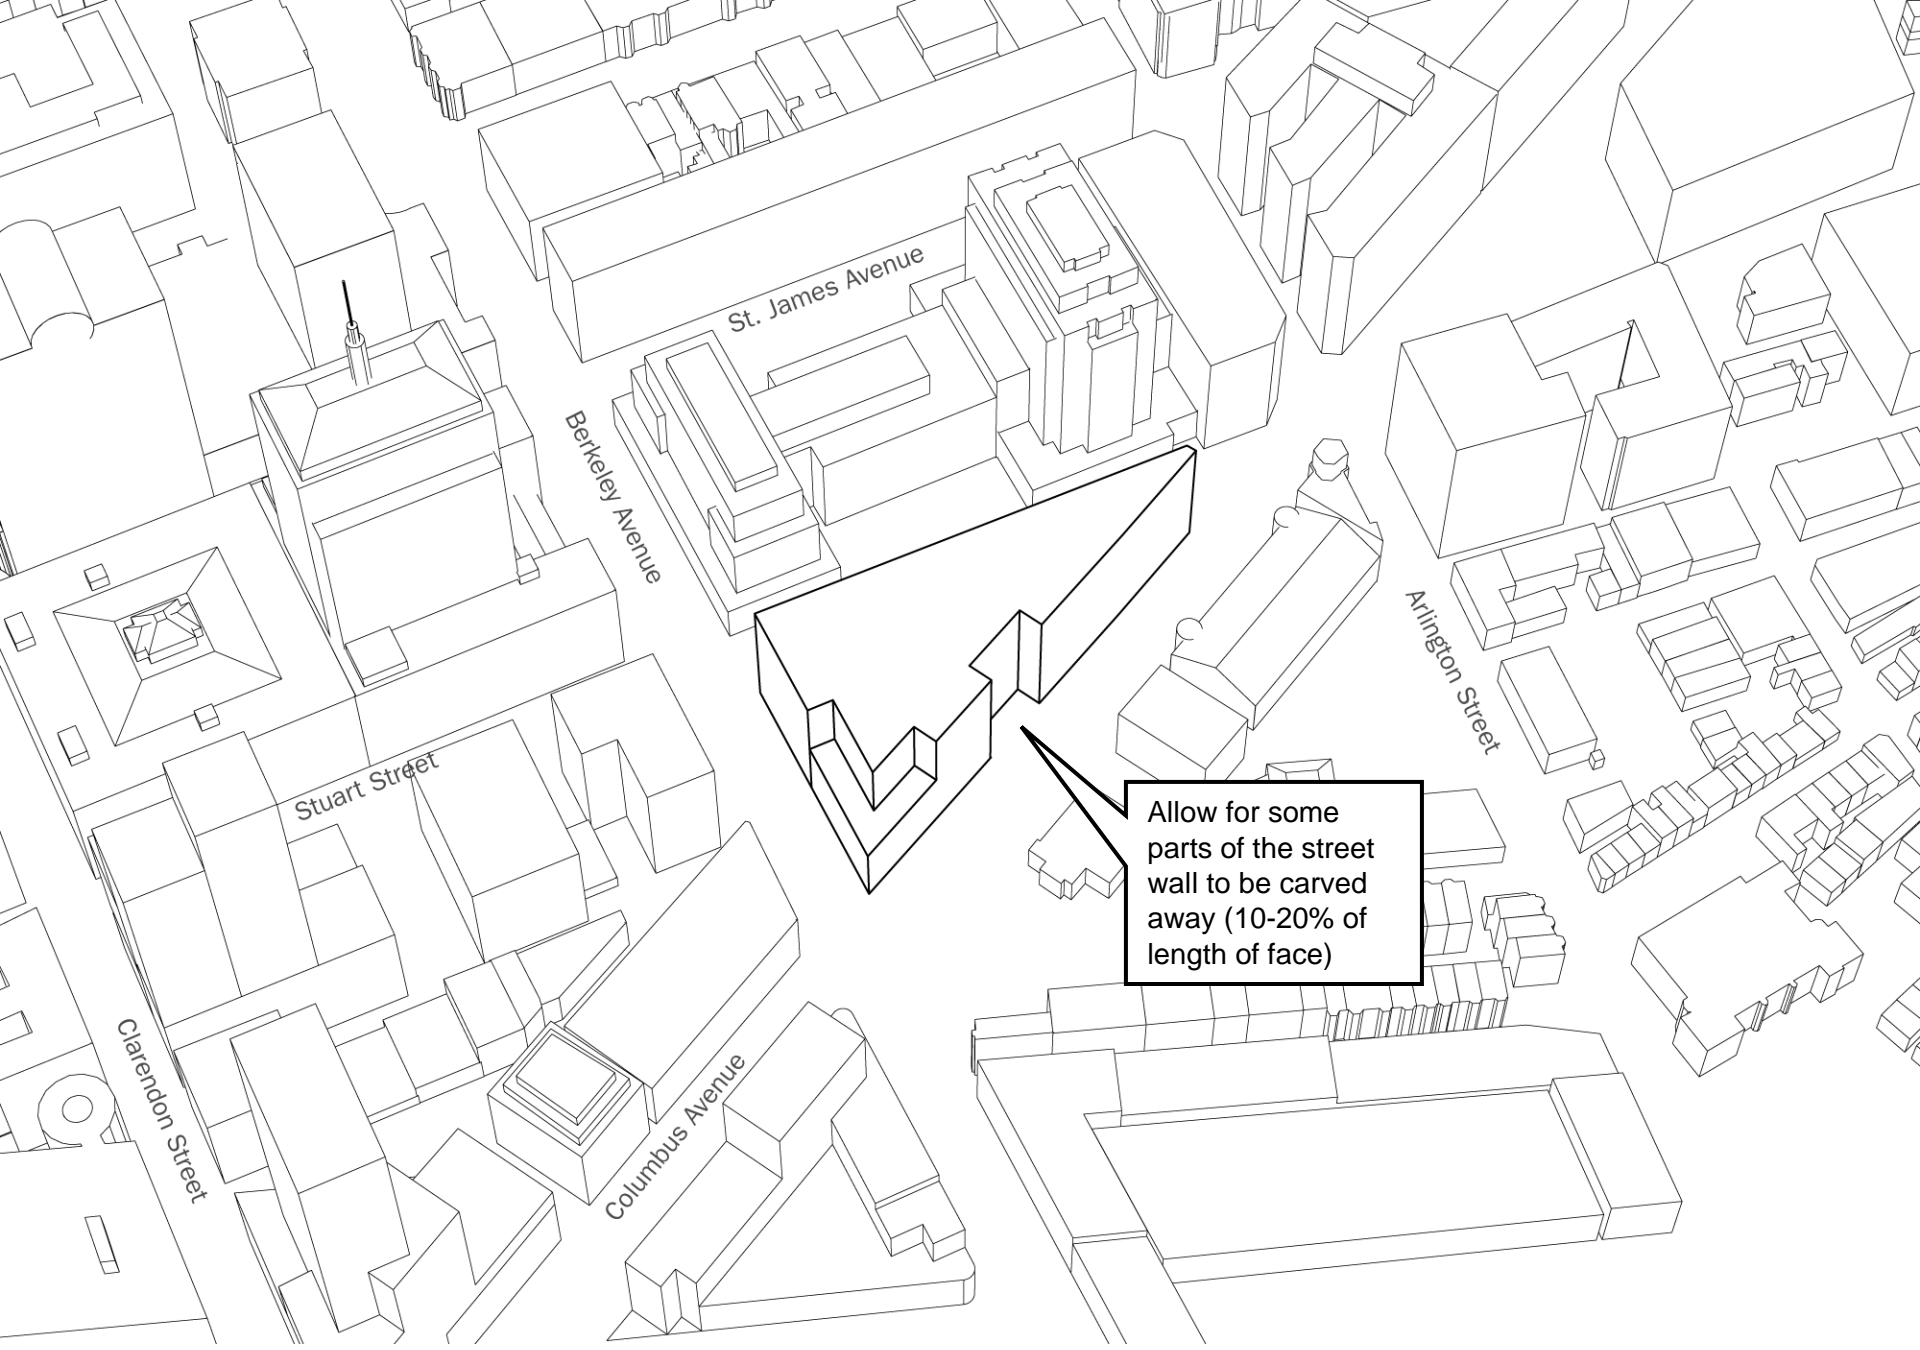 St. James Avenue
Berkeley Avenue
Arlington Street
Stuart Street
Allow for some
parts of the street
wall to be carved
away (10-20% of
length of face)
Clarendon Street
Columbus Avenue